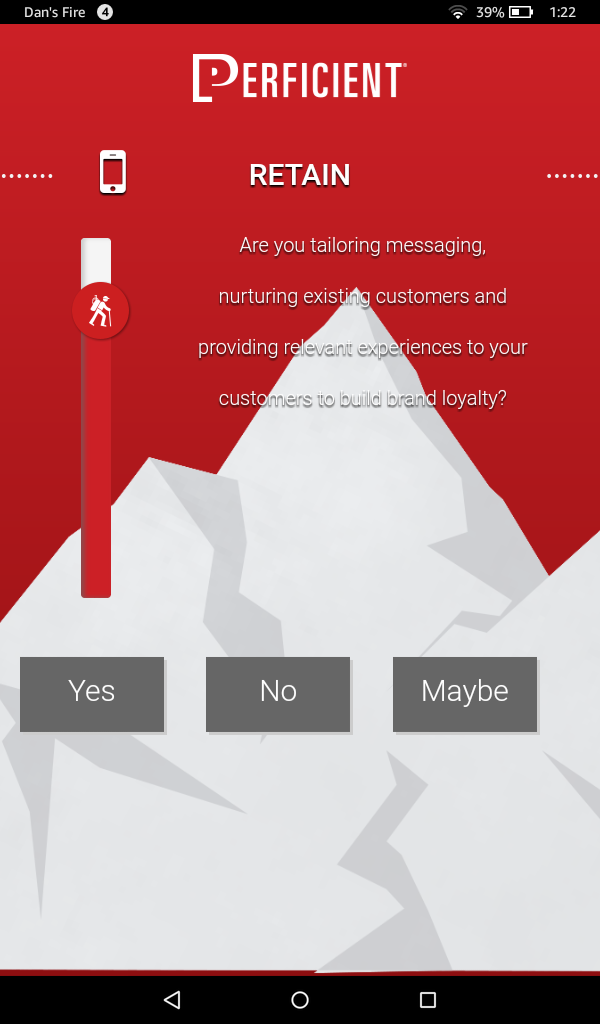 Dan's Fire 4 39% 1:22
PERFICIENT
RETAIN
Are you tailoring messaging,
nurturing existing customers and
providing relevant experiences to your
customers to build brand loyalty?
Yes No Maybe